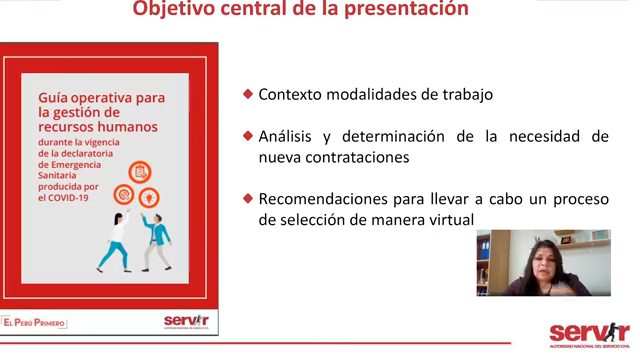 Objetivo central de la presentación
Guía operativa para
la gestión de
recursos humanos
durante la vigencia
de la declaratoria
de Emergencia
Sanitaria
producida por
el COVID-19
EL PERÚ PRIMERO
servir
◆ Contexto modalidades de trabajo
◆ Análisis y determinación de la necesidad de
nueva contrataciones
◆ Recomendaciones para llevar a cabo un proceso
de selección de manera virtual
servir
AUTORIDAD NACIONAL DEL SERVICIO CIVIL